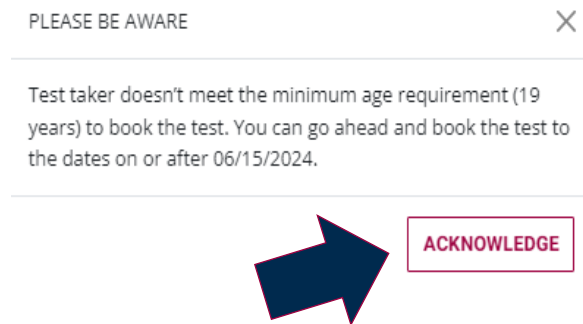 PLEASE BE AWARE
Test taker doesn’t meet the minimum age requirement (19
years) to book the test. You can go ahead and book the test to
the dates on or after 06/15/2024.
ACKNOWLEDGE